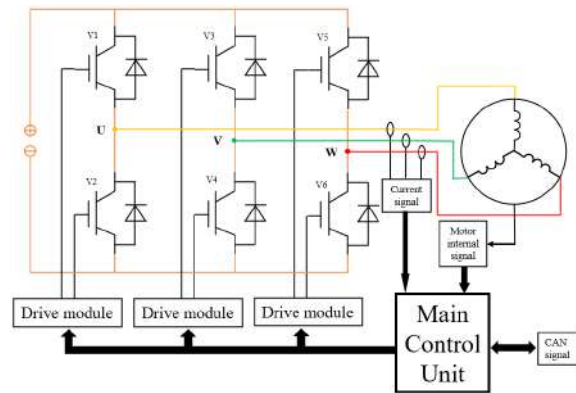 V1
V3
V5
U
V
W
V2
V4
V6
Current
signal
Motor
internal
signal
Drive module
Drive module
Drive module
Main
Control
Unit
CAN
signal